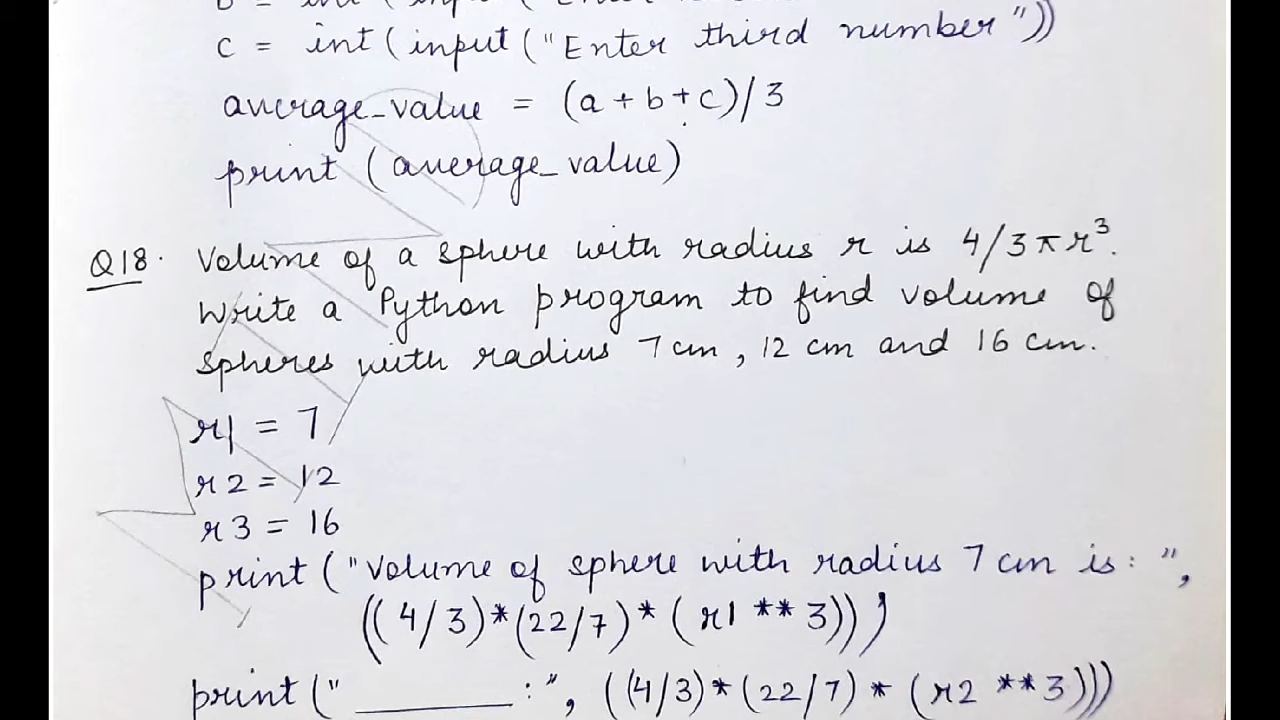 c = int(input("Enter third number"))
average_value = (a+b+c)/3
print (average_value)
Q18. Volume of a sphere with radius r is 4/3πr³.
Write a Python program to find volume of
spheres with radius 7 cm, 12 cm and 16 cm.
r1 = 7
r2 = 12
r3 = 16
print ("Volume of sphere with radius 7 cm is: ",
((4/3)*(22/7)*(r1 ** 3)))
print ("________:", ((4/3)*(22/7)*(r2 **3)))